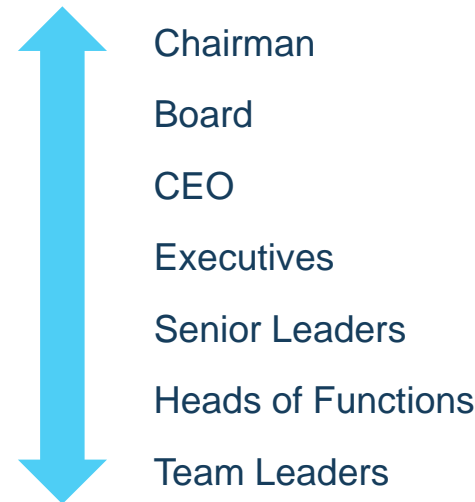 Chairman
Board
CEO
Executives
Senior Leaders
Heads of Functions
Team Leaders